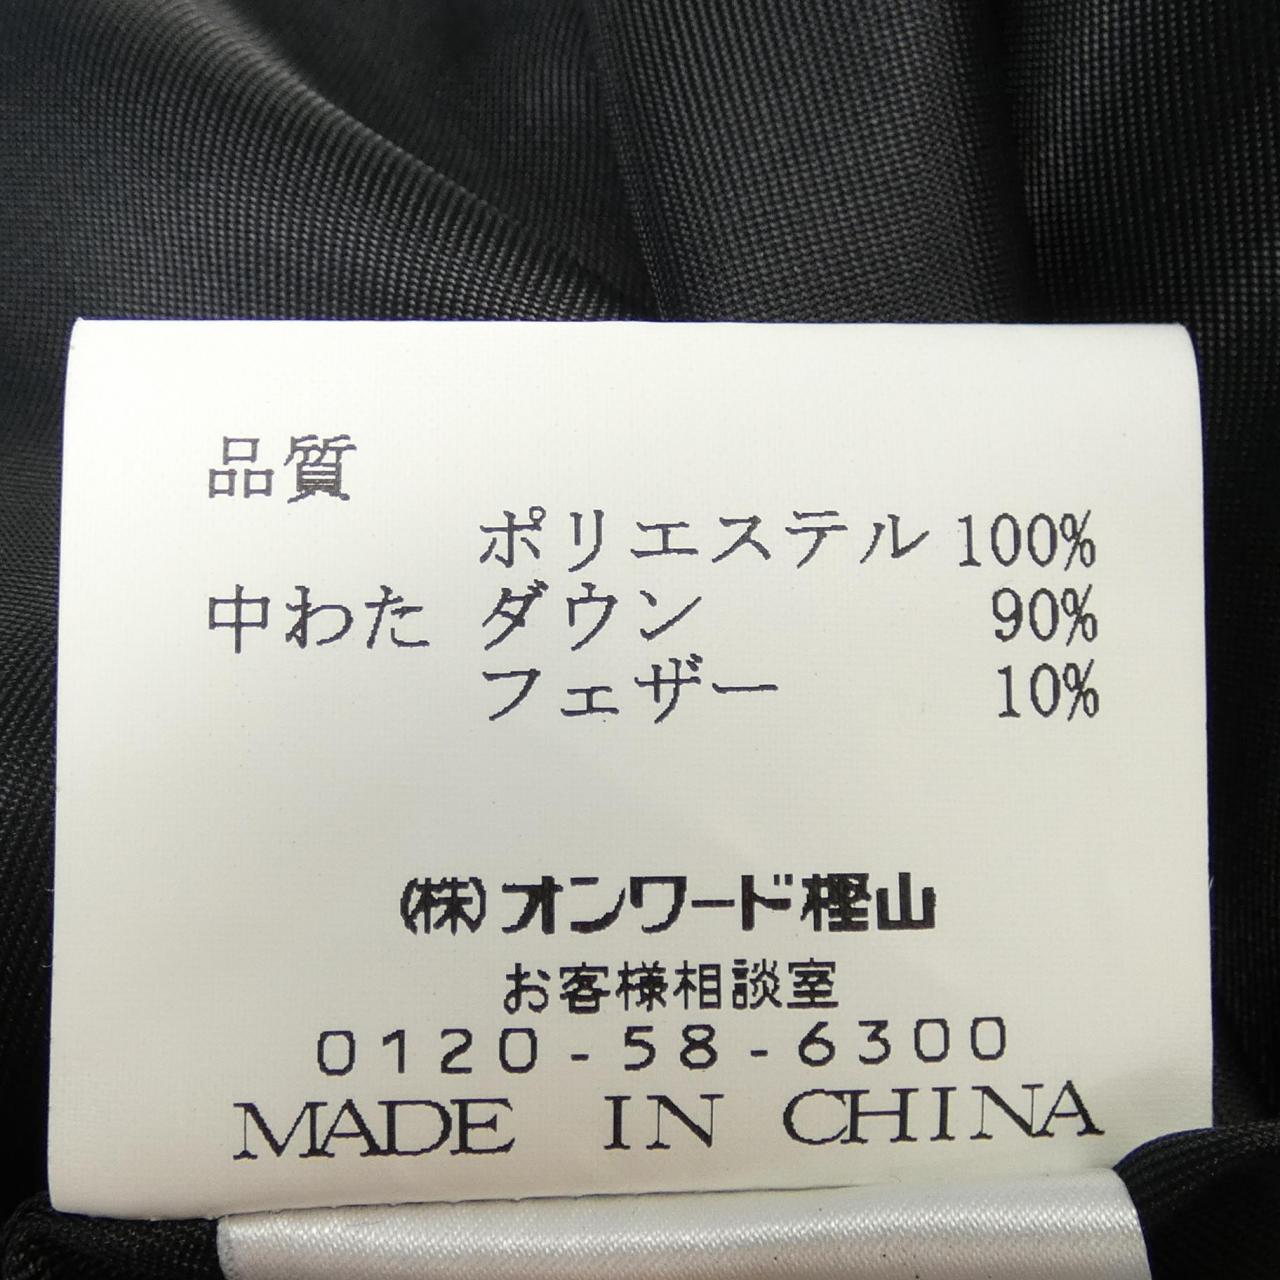 品質
ポリエステル 100%
中わた ダウン 90%
フェザー 10%
(株)オンワード樫山
お客様相談室
0120-58-6300
MADE IN CHINA